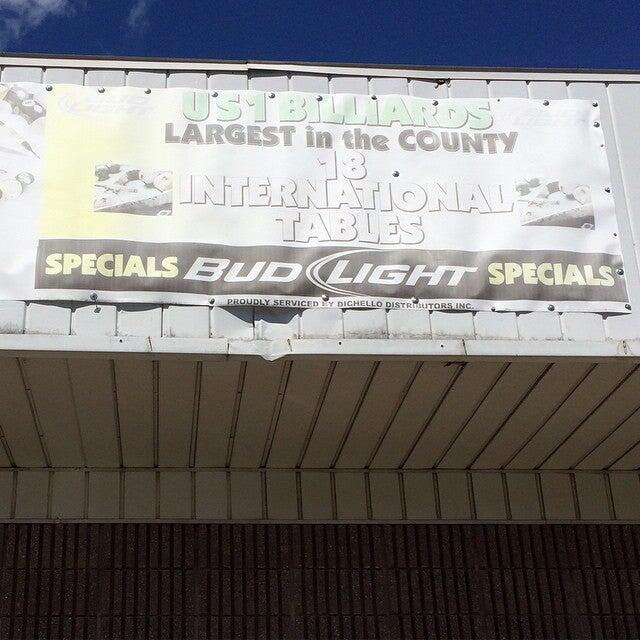 US 1 BILLIARDS
LARGEST in the COUNTY
18
INTERNATIONAL
TABLES
SPECIALS BUD LIGHT SPECIALS
PROUDLY SERVICED BY DICHELLO DISTRIBUTORS INC.